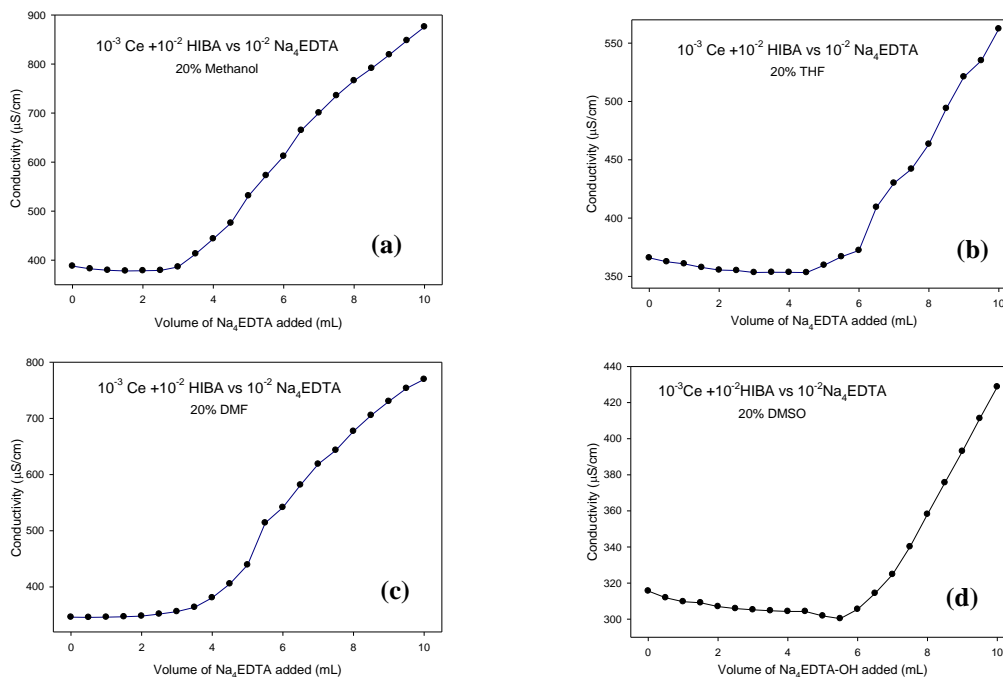 10⁻³ Ce +10⁻² HIBA vs 10⁻² Na₄EDTA
20% Methanol
Conductivity (µS/cm)
900
800
700
600
500
400
(a)
0 2 4 6 8 10
Volume of Na₄EDTA added (mL)
10⁻³ Ce +10⁻² HIBA vs 10⁻² Na₄EDTA
20% THF
Conductivity (µS/cm)
550
500
450
400
350
(b)
0 2 4 6 8 10
Volume of Na₄EDTA added (mL)
10⁻³ Ce +10⁻² HIBA vs 10⁻² Na₄EDTA
20% DMF
Conductivity (µS/cm)
800
700
600
500
400
(c)
0 2 4 6 8 10
Volume of Na₄EDTA added (mL)
10⁻³Ce +10⁻²HIBA vs 10⁻²Na₄EDTA
20% DMSO
Conductivity (µS/cm)
440
420
400
380
360
340
320
300
(d)
0 2 4 6 8 10
Volume of Na₄EDTA-OH added (mL)